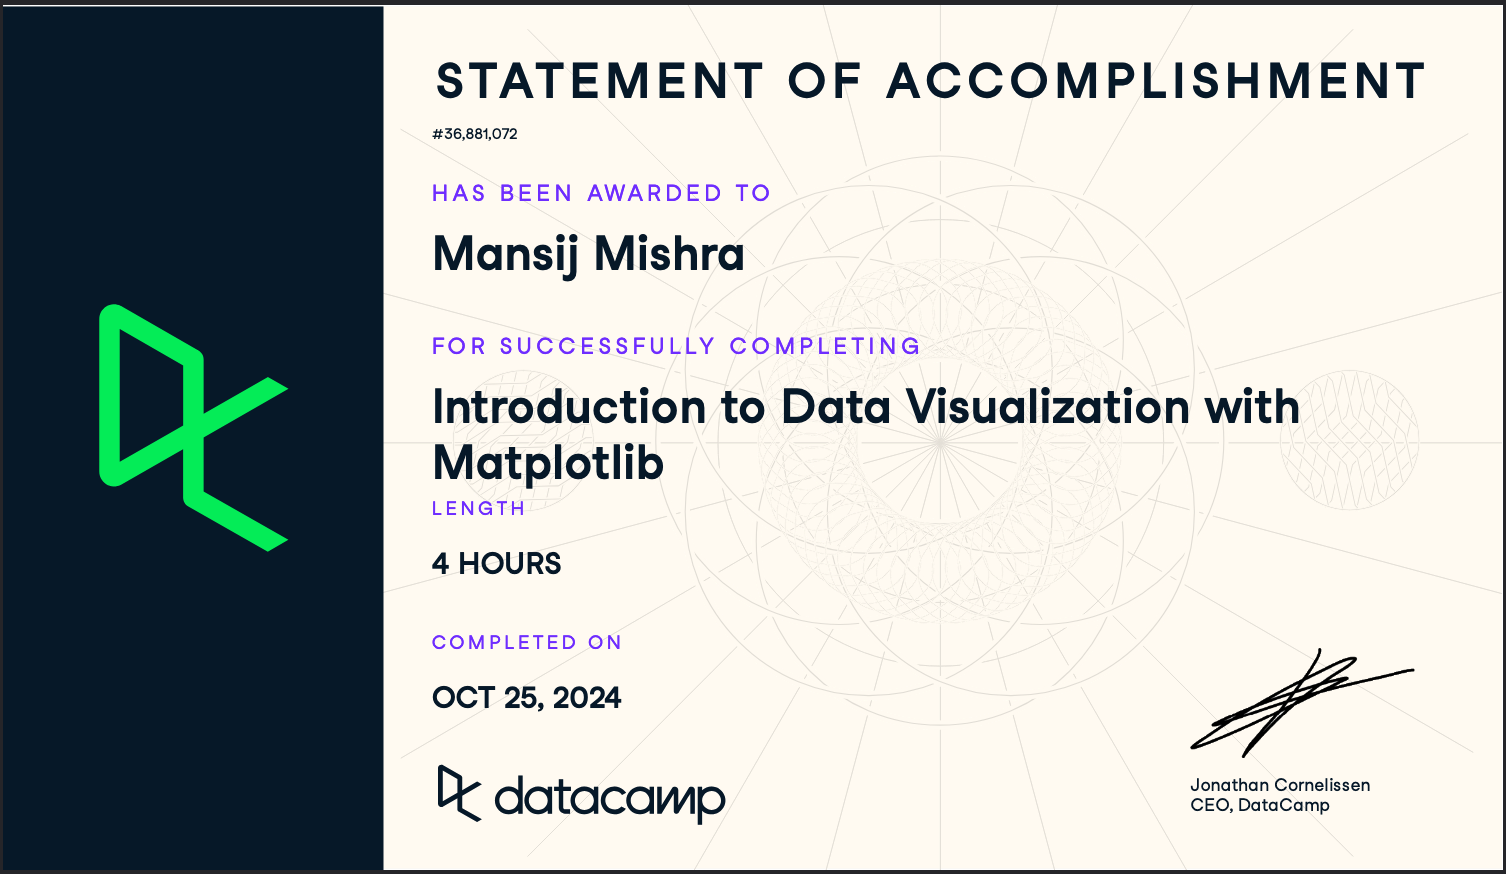 STATEMENT OF ACCOMPLISHMENT
#36,881,072
HAS BEEN AWARDED TO
Mansij Mishra
FOR SUCCESSFULLY COMPLETING
Introduction to Data Visualization with
Matplotlib
LENGTH
4 HOURS
COMPLETED ON
OCT 25, 2024
datacamp
Jonathan Cornelissen
CEO, DataCamp